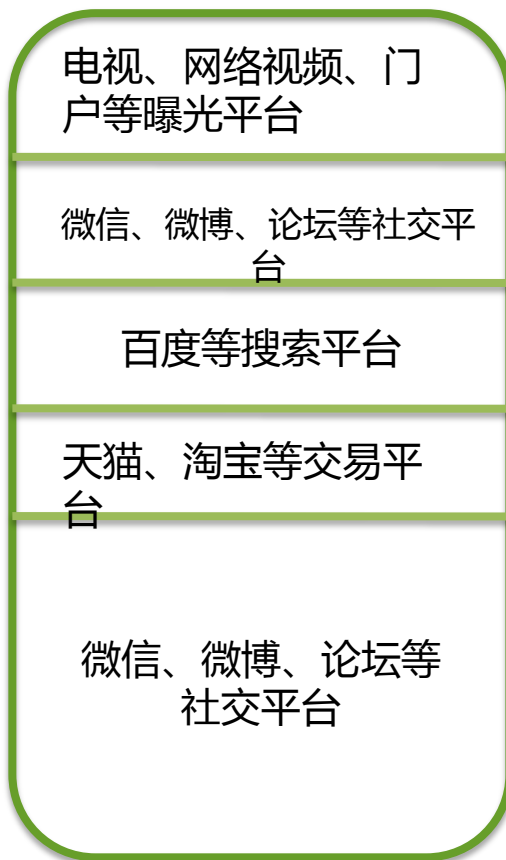 电视、网络视频、门
户等曝光平台
微信、微博、论坛等社交平
台
百度等搜索平台
天猫、淘宝等交易平
台
微信、微博、论坛等
社交平台